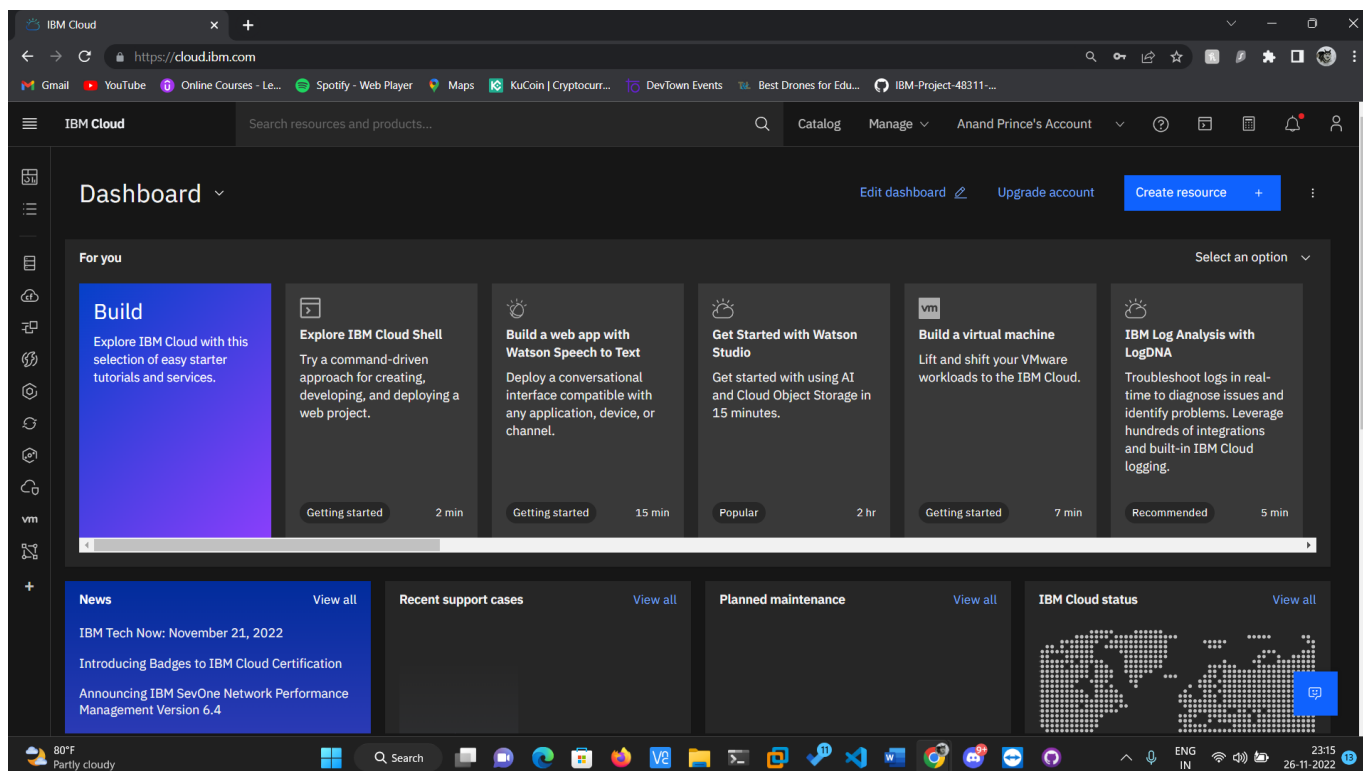 IBM Cloud
https://cloud.ibm.com
Gmail YouTube Online Courses - Le... Spotify - Web Player Maps KuCoin | Cryptocurr... DevTown Events Best Drones for Edu... IBM-Project-48311-...
IBM Cloud Search resources and products... Catalog Manage Anand Prince's Account
Dashboard Edit dashboard Upgrade account Create resource +
For you Select an option
Build
Explore IBM Cloud with this
selection of easy starter
tutorials and services.
Explore IBM Cloud Shell
Try a command-driven
approach for creating,
developing, and deploying a
web project.
Getting started 2 min
Build a web app with
Watson Speech to Text
Deploy a conversational
interface compatible with
any application, device, or
channel.
Getting started 15 min
Get Started with Watson
Studio
Get started with using AI
and Cloud Object Storage in
15 minutes.
Popular 2 hr
vm
Build a virtual machine
Lift and shift your VMware
workloads to the IBM Cloud.
Getting started 7 min
IBM Log Analysis with
LogDNA
Troubleshoot logs in real-
time to diagnose issues and
identify problems. Leverage
hundreds of integrations
and built-in IBM Cloud
logging.
Recommended 5 min
vm
News View all
IBM Tech Now: November 21, 2022
Introducing Badges to IBM Cloud Certification
Announcing IBM SevOne Network Performance
Management Version 6.4
Recent support cases View all
Planned maintenance View all
IBM Cloud status View all
80°F
Partly cloudy
Search
ENG
IN
23:15
26-11-2022